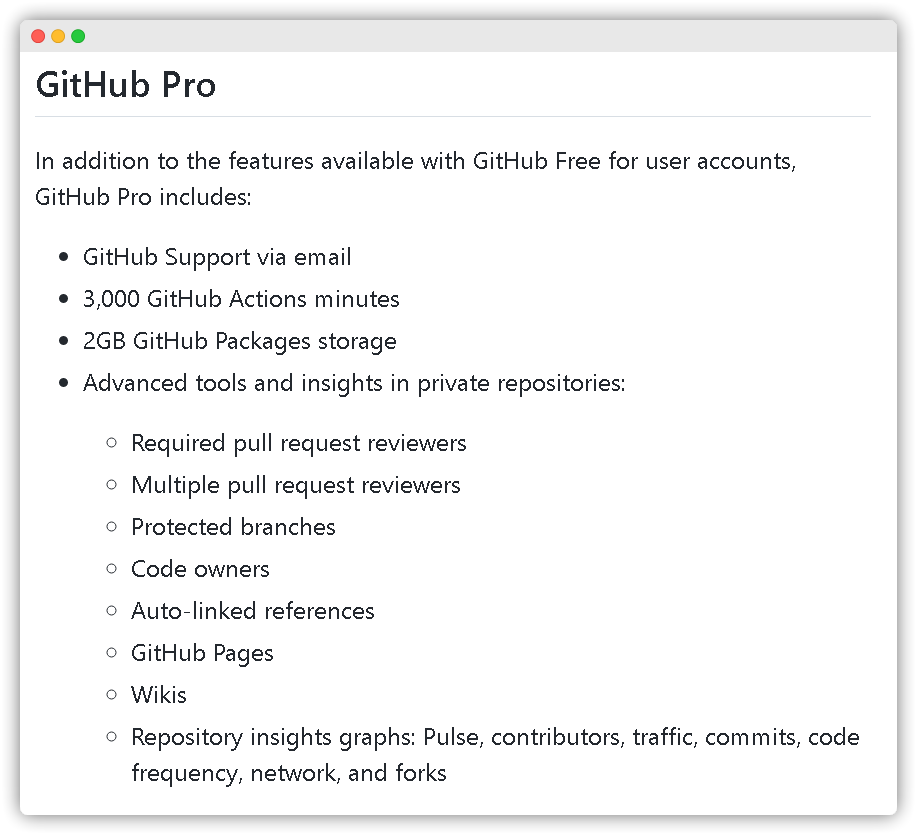 GitHub Pro
In addition to the features available with GitHub Free for user accounts,
GitHub Pro includes:
GitHub Support via email
3,000 GitHub Actions minutes
2GB GitHub Packages storage
Advanced tools and insights in private repositories:
Required pull request reviewers
Multiple pull request reviewers
Protected branches
Code owners
Auto-linked references
GitHub Pages
Wikis
Repository insights graphs: Pulse, contributors, traffic, commits, code
frequency, network, and forks